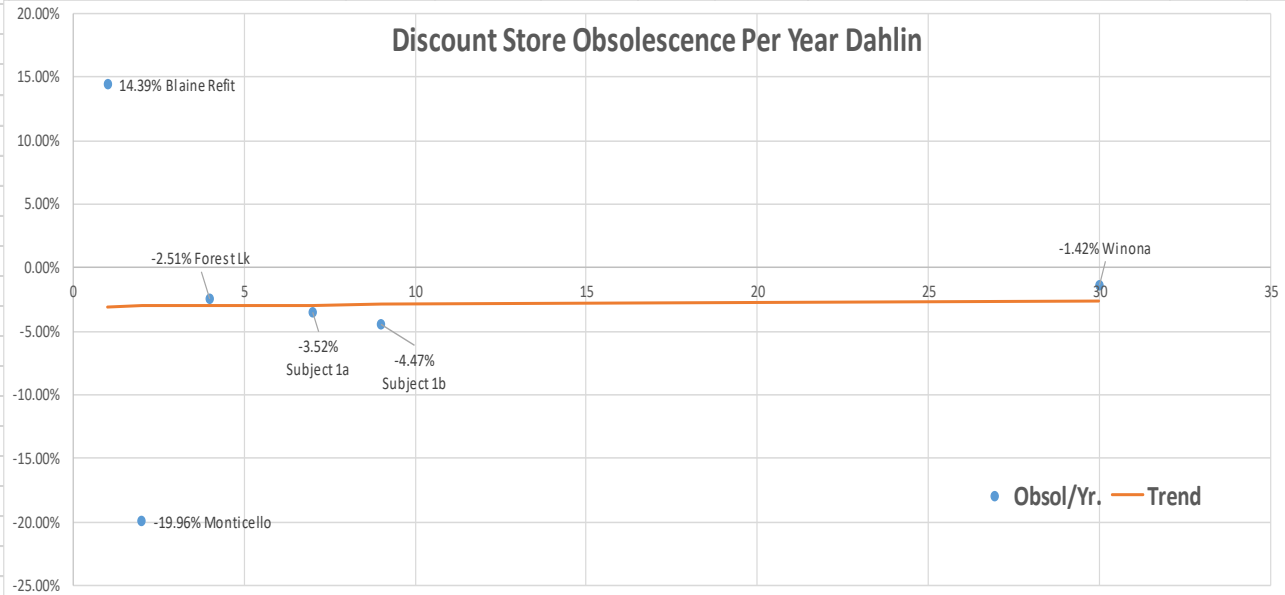 20.00%
Discount Store Obsolescence Per Year Dahlin
15.00%
14.39% Blaine Refit
10.00%
5.00%
-2.51% Forest Lk
-1.42% Winona
0.00%
0 5 10 15 20 25 30 35
-5.00%
-3.52%
Subject 1a
-4.47%
Subject 1b
-10.00%
-15.00%
Obsol/Yr. Trend
-20.00%
-19.96% Monticello
-25.00%